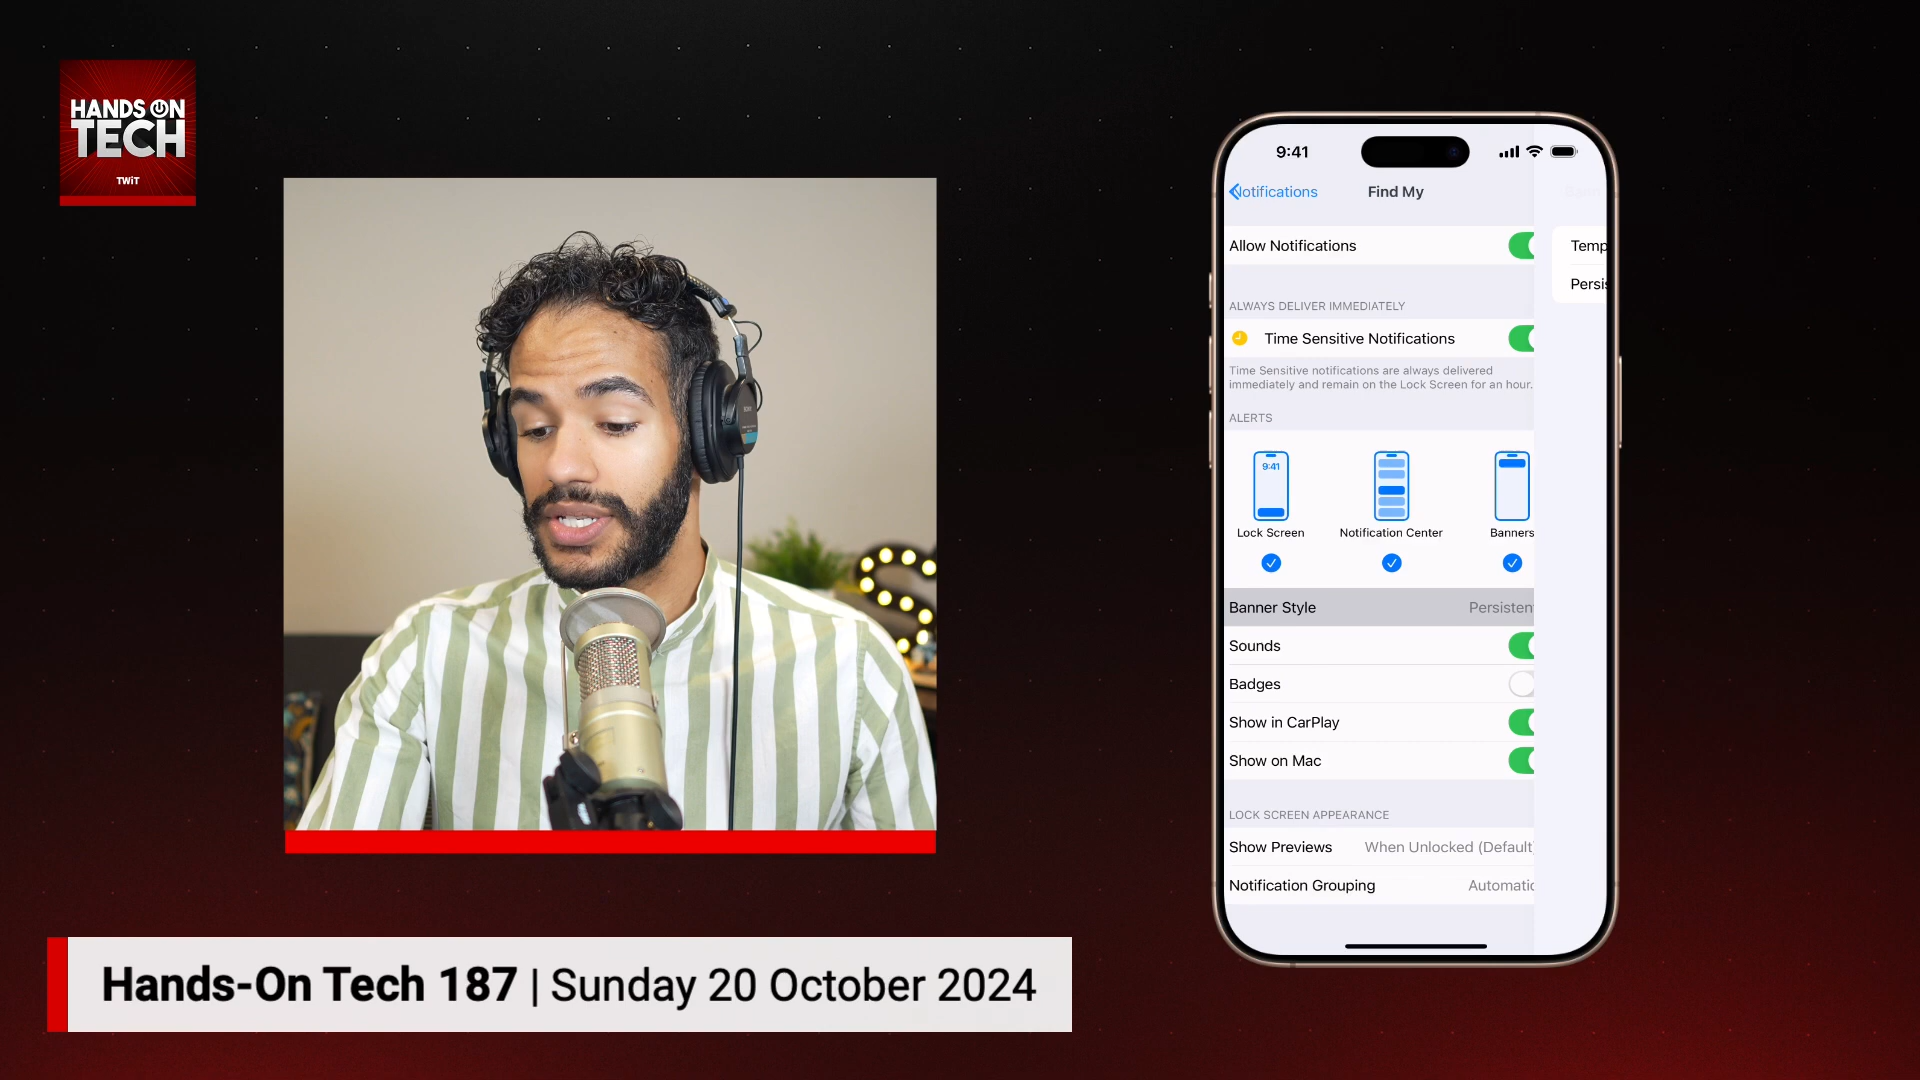 HANDS ON
TECH
TWiT
9:41
Notifications
Find My
Allow Notifications
Temp
Persis
ALWAYS DELIVER IMMEDIATELY
Time Sensitive Notifications
Time Sensitive notifications are always delivered
immediately and remain on the Lock Screen for an hour.
ALERTS
9:41
Lock Screen
Notification Center
Banners
Banner Style
Persisten
Sounds
Badges
Show in CarPlay
Show on Mac
LOCK SCREEN APPEARANCE
Show Previews
When Unlocked (Default)
Notification Grouping
Automatic
SONY
Hands-On Tech 187 | Sunday 20 October 2024